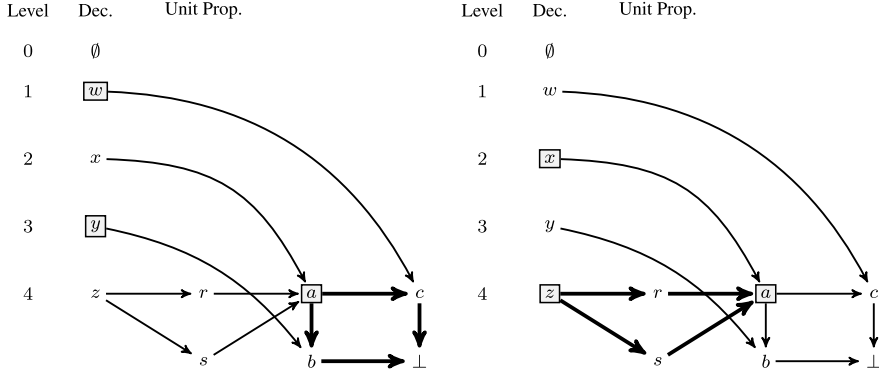 Level Dec. Unit Prop. Level Dec. Unit Prop.
0 ∅ 0 ∅
1 w 1 w
2 x 2 x
3 y 3 y
4 z r a c 4 z r a c
s b ⊥ s b ⊥